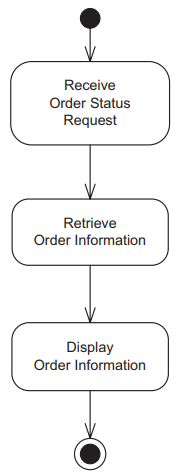 Receive
Order Status
Request
Retrieve
Order Information
Display
Order Information